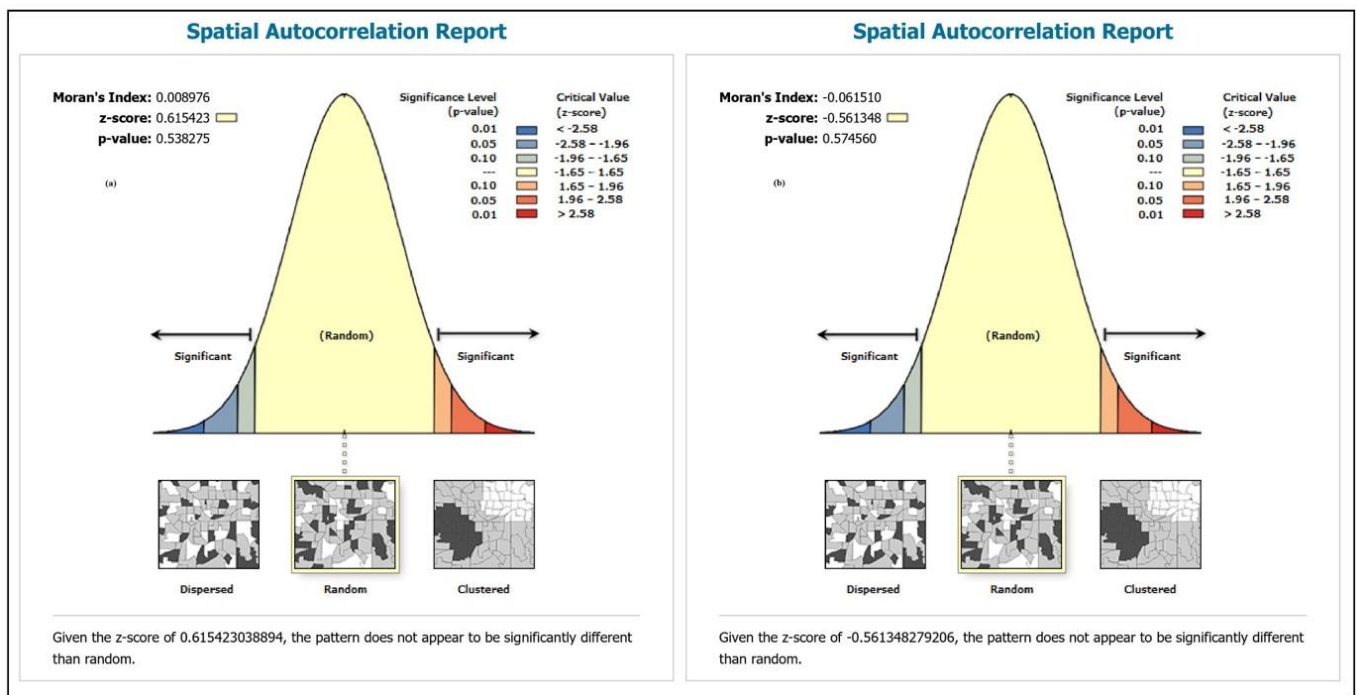 Spatial Autocorrelation Report
Moran's Index: 0.008976
z-score: 0.615423
p-value: 0.538275
(a)
Significance Level
(p-value)
Critical Value
(z-score)
0.01 < -2.58
0.05 -2.58 – -1.96
0.10 -1.96 – -1.65
--- -1.65 – 1.65
0.10 1.65 – 1.96
0.05 1.96 – 2.58
0.01 > 2.58
(Random)
Significant
Significant
Dispersed
Random
Clustered
Given the z-score of 0.615423038894, the pattern does not appear to be significantly different
than random.
Spatial Autocorrelation Report
Moran's Index: -0.061510
z-score: -0.561348
p-value: 0.574560
(b)
Significance Level
(p-value)
Critical Value
(z-score)
0.01 < -2.58
0.05 -2.58 – -1.96
0.10 -1.96 – -1.65
--- -1.65 – 1.65
0.10 1.65 – 1.96
0.05 1.96 – 2.58
0.01 > 2.58
(Random)
Significant
Significant
Dispersed
Random
Clustered
Given the z-score of -0.561348279206, the pattern does not appear to be significantly different
than random.